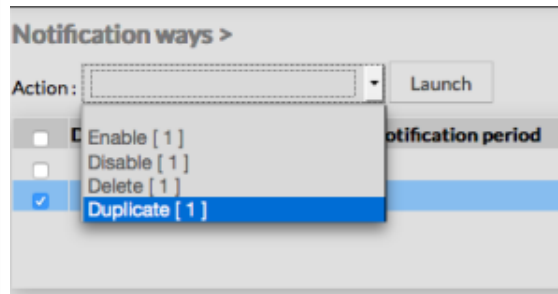 Notification ways >
Action :
Launch
D
otification period
Enable [ 1 ]
Disable [ 1 ]
Delete [ 1 ]
Duplicate [ 1 ]